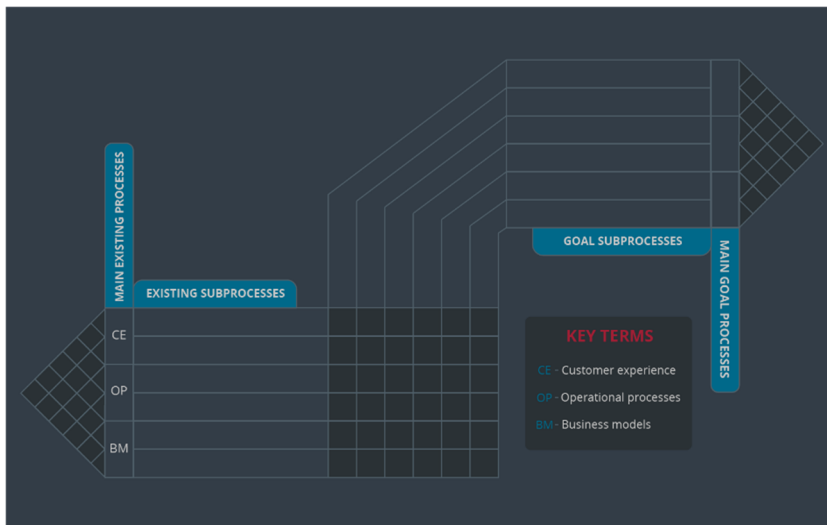 MAIN EXISTING PROCESSES
EXISTING SUBPROCESSES
CE
OP
BM
GOAL SUBPROCESSES
MAIN GOAL PROCESSES
KEY TERMS
CE - Customer experience
OP - Operational processes
BM - Business models